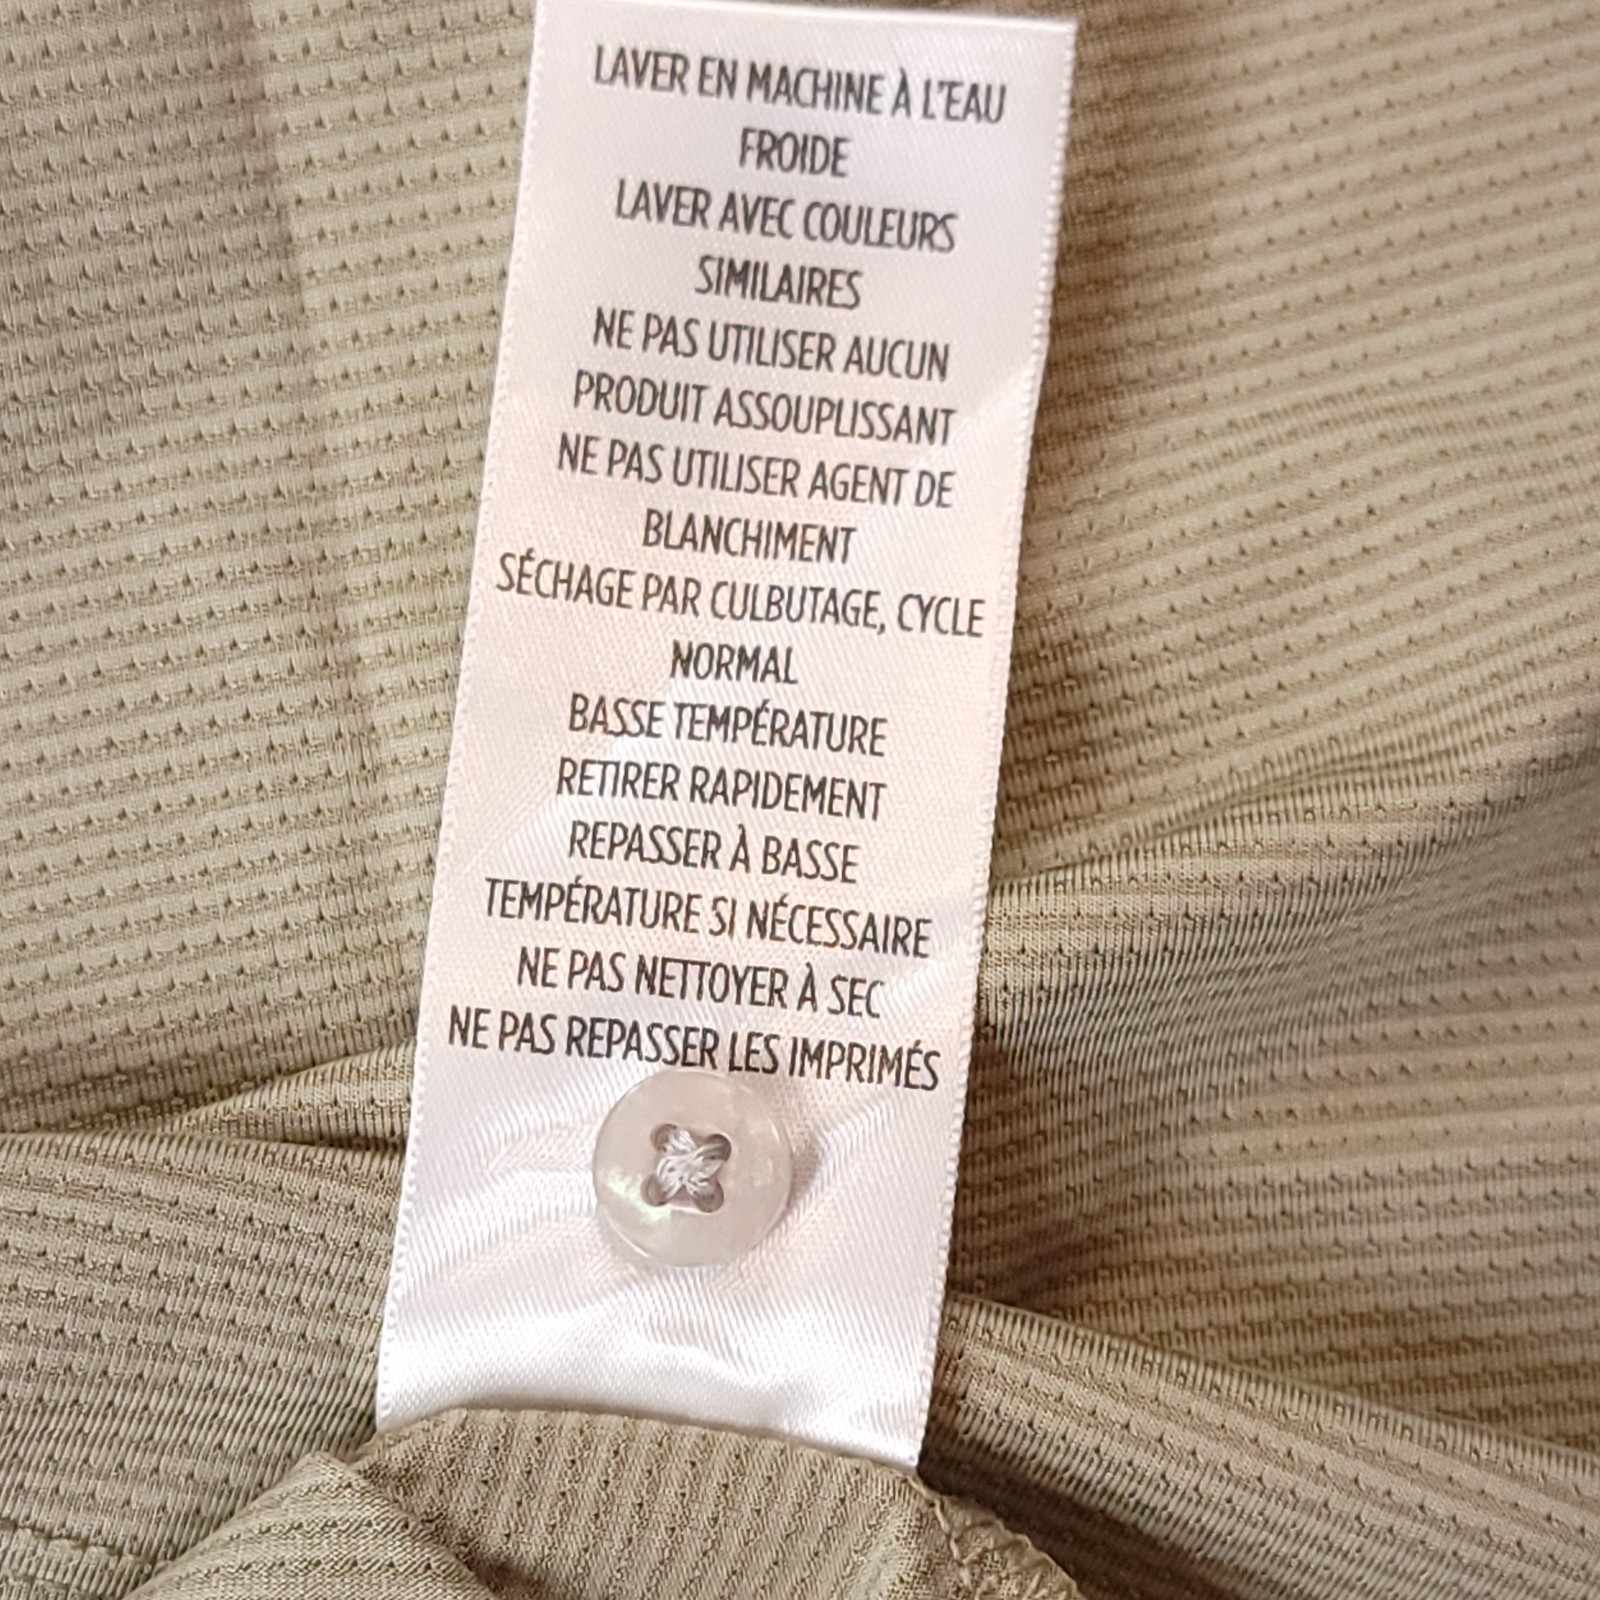 LAVER EN MACHINE À L'EAU
FROIDE
LAVER AVEC COULEURS
SIMILAIRES
NE PAS UTILISER AUCUN
PRODUIT ASSOUPLISSANT
NE PAS UTILISER AGENT DE
BLANCHIMENT
SÉCHAGE PAR CULBUTAGE, CYCLE
NORMAL
BASSE TEMPÉRATURE
RETIRER RAPIDEMENT
REPASSER À BASSE
TEMPÉRATURE SI NÉCESSAIRE
NE PAS NETTOYER À SEC
NE PAS REPASSER LES IMPRIMÉS